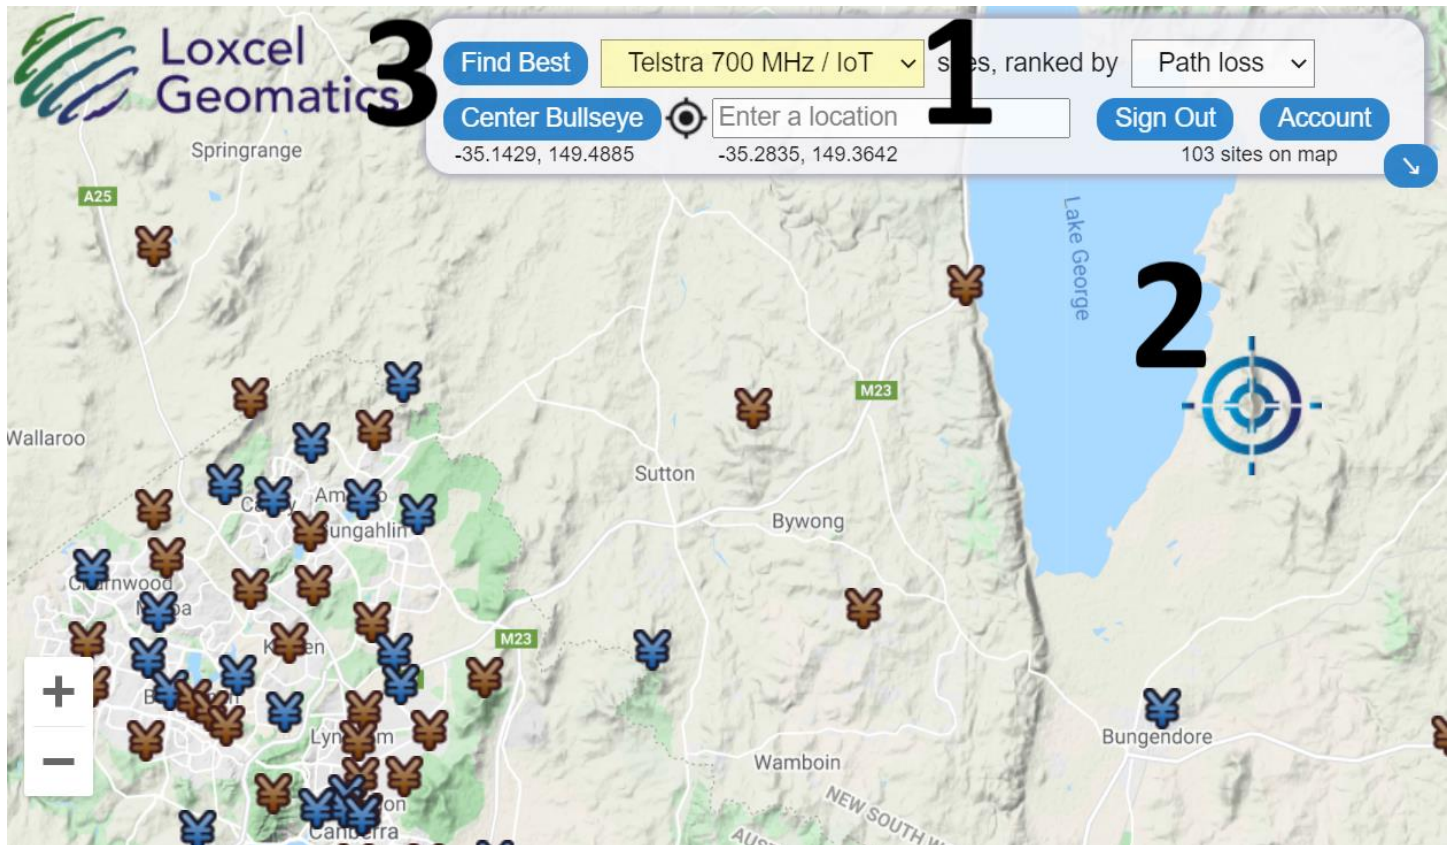 Loxcel
Geomatics
3
Find Best
Telstra 700 MHz / IoT
1
ranked by
Path loss
Center Bullseye
Enter a location
Sign Out
Account
-35.1429, 149.4885
-35.2835, 149.3642
103 sites on map
Springrange
A25
Lake George
2
M23
Wallaroo
Sutton
Bywong
M23
Bungendore
Wamboin
NEW SOUTH
Canberra
+
−